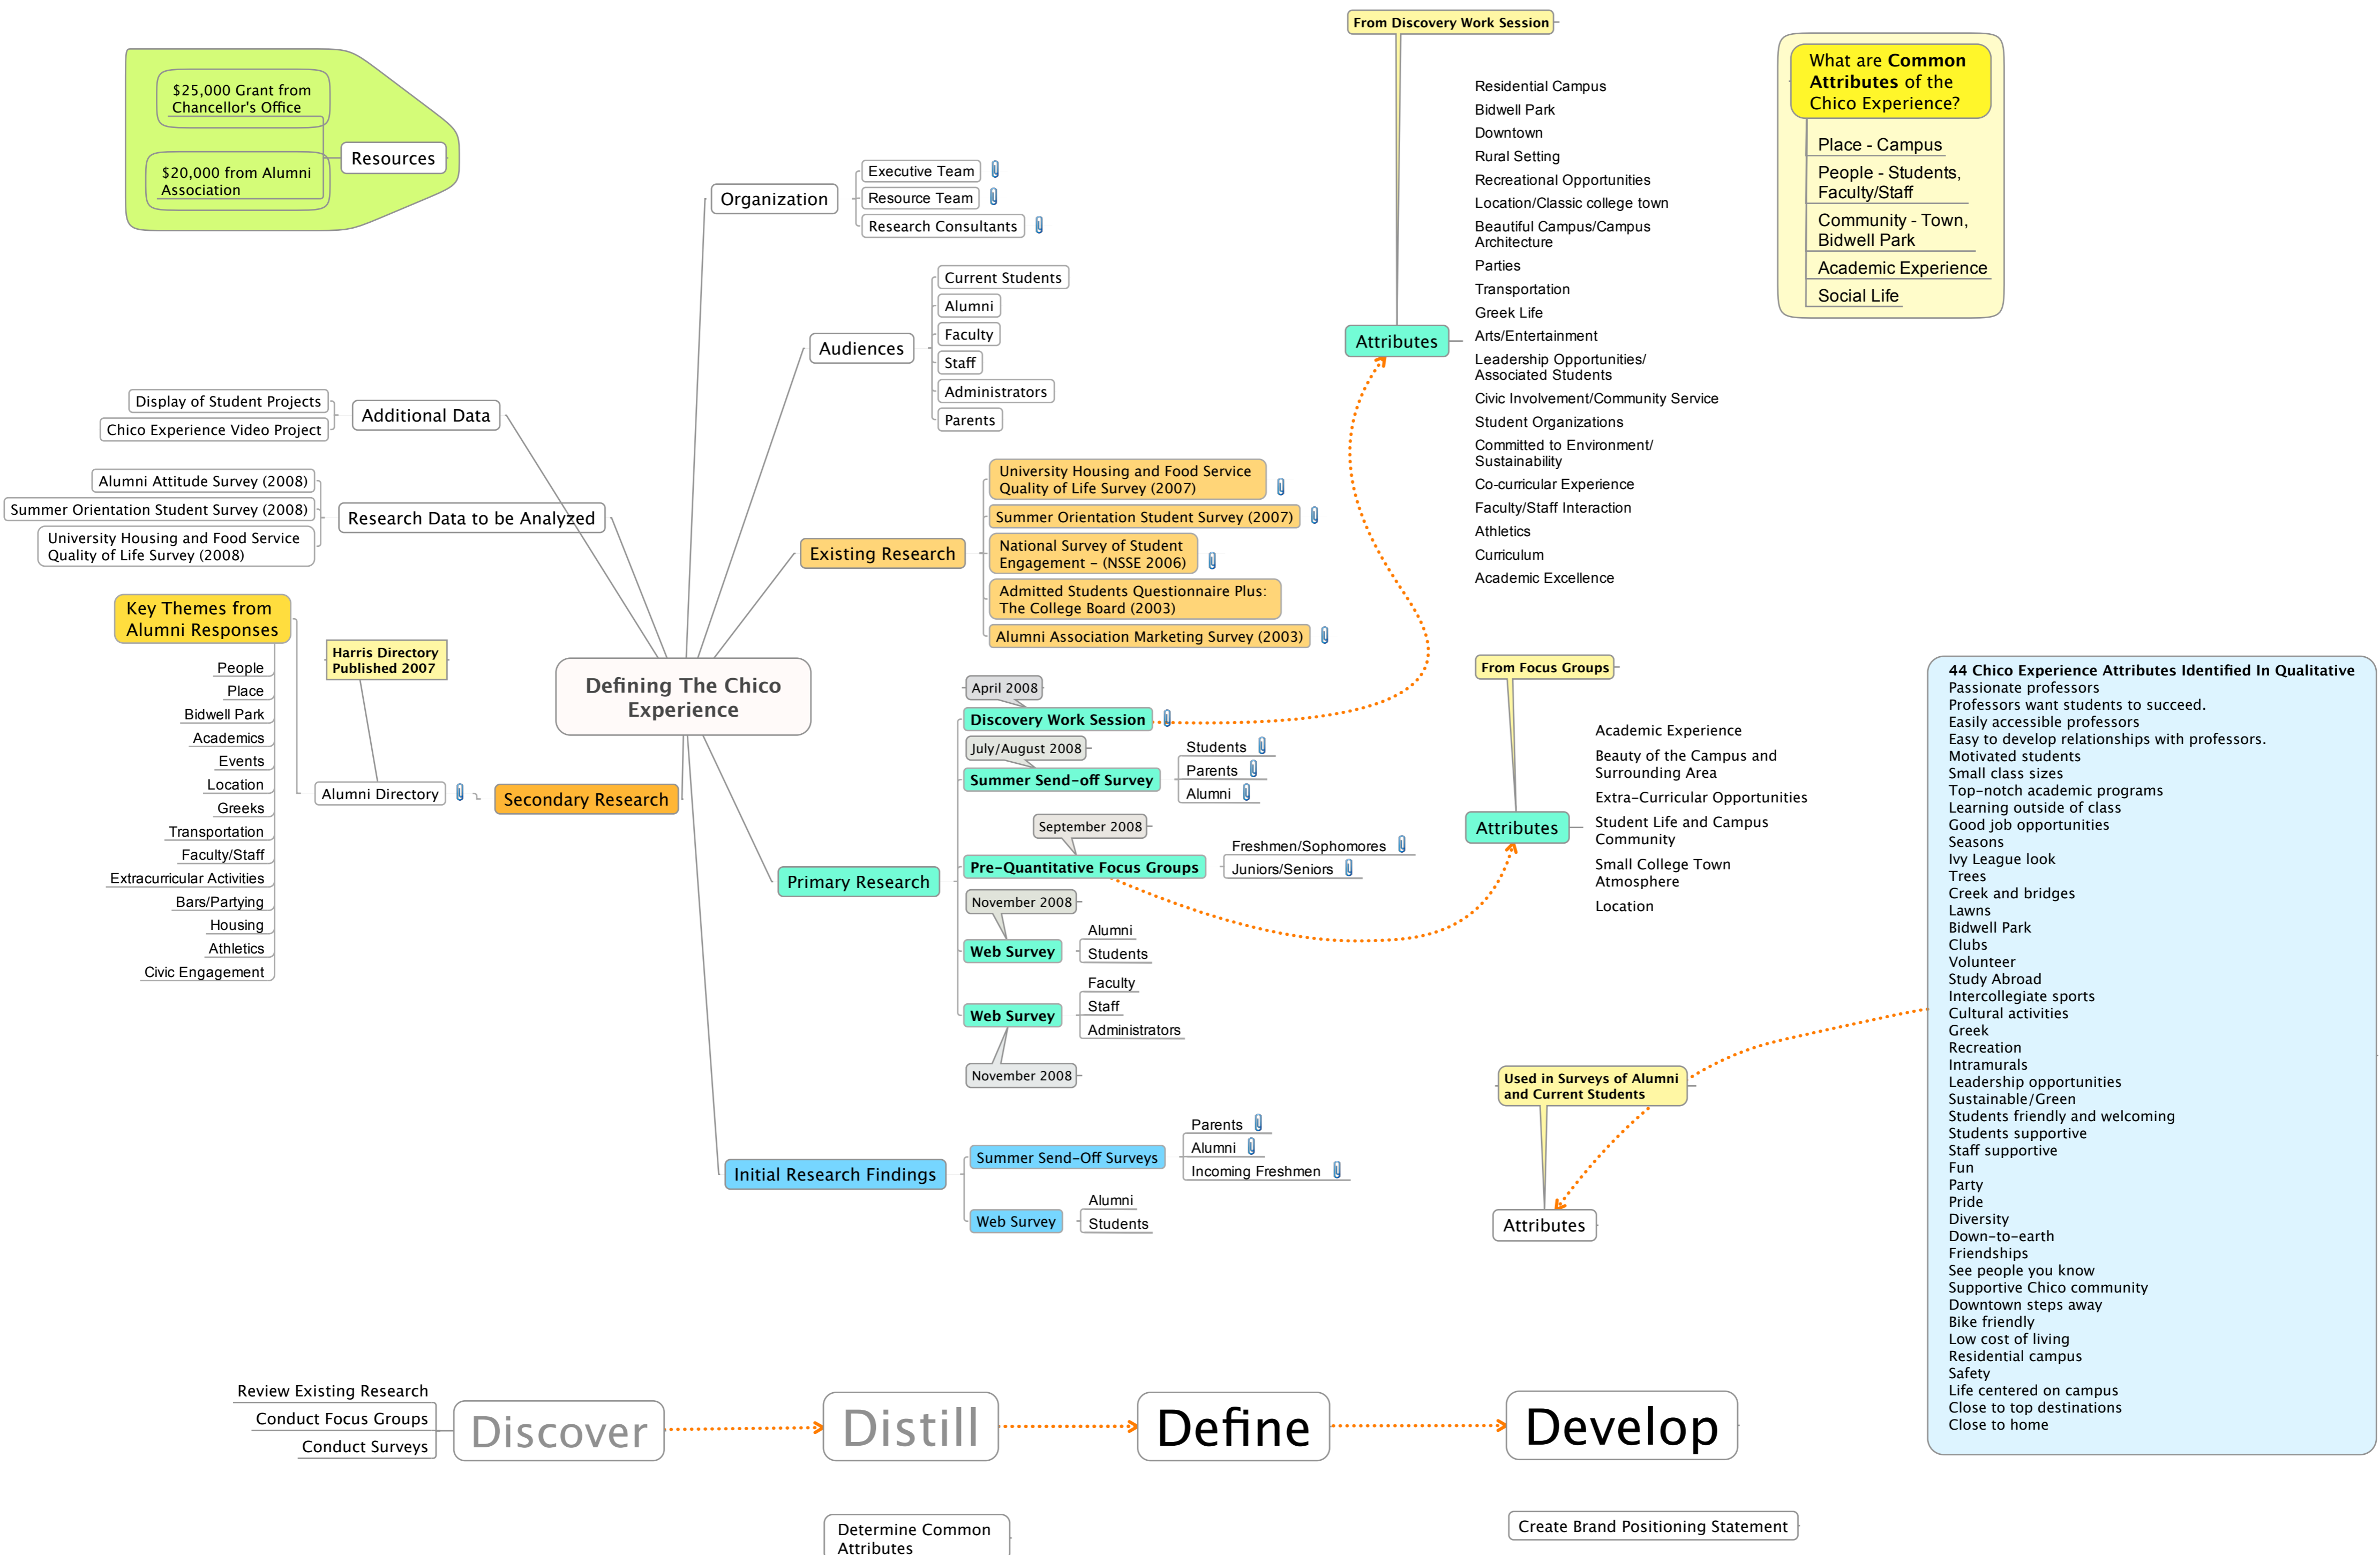 $25,000 Grant from
Chancellor's Office
$20,000 from Alumni
Association
Resources
Organization
Executive Team
Resource Team
Research Consultants
Audiences
Current Students
Alumni
Faculty
Staff
Administrators
Parents
Display of Student Projects
Chico Experience Video Project
Additional Data
Alumni Attitude Survey (2008)
Summer Orientation Student Survey (2008)
University Housing and Food Service
Quality of Life Survey (2008)
Research Data to be Analyzed
Existing Research
University Housing and Food Service
Quality of Life Survey (2007)
Summer Orientation Student Survey (2007)
National Survey of Student
Engagement – (NSSE 2006)
Admitted Students Questionnaire Plus:
The College Board (2003)
Alumni Association Marketing Survey (2003)
Key Themes from
Alumni Responses
People
Place
Bidwell Park
Academics
Events
Location
Greeks
Transportation
Faculty/Staff
Extracurricular Activities
Bars/Partying
Housing
Athletics
Civic Engagement
Harris Directory
Published 2007
Alumni Directory
Secondary Research
Defining The Chico
Experience
Primary Research
April 2008
Discovery Work Session
July/August 2008
Summer Send-off Survey
Students
Parents
Alumni
September 2008
Pre-Quantitative Focus Groups
Freshmen/Sophomores
Juniors/Seniors
November 2008
Web Survey
Alumni
Students
Web Survey
Faculty
Staff
Administrators
November 2008
Initial Research Findings
Summer Send-Off Surveys
Parents
Alumni
Incoming Freshmen
Web Survey
Alumni
Students
From Discovery Work Session
Attributes
Residential Campus
Bidwell Park
Downtown
Rural Setting
Recreational Opportunities
Location/Classic college town
Beautiful Campus/Campus
Architecture
Parties
Transportation
Greek Life
Arts/Entertainment
Leadership Opportunities/
Associated Students
Civic Involvement/Community Service
Student Organizations
Committed to Environment/
Sustainability
Co-curricular Experience
Faculty/Staff Interaction
Athletics
Curriculum
Academic Excellence
What are Common
Attributes of the
Chico Experience?
Place - Campus
People - Students,
Faculty/Staff
Community - Town,
Bidwell Park
Academic Experience
Social Life
From Focus Groups
Attributes
Academic Experience
Beauty of the Campus and
Surrounding Area
Extra-Curricular Opportunities
Student Life and Campus
Community
Small College Town
Atmosphere
Location
Used in Surveys of Alumni
and Current Students
Attributes
44 Chico Experience Attributes Identified In Qualitative
Passionate professors
Professors want students to succeed.
Easily accessible professors
Easy to develop relationships with professors.
Motivated students
Small class sizes
Top-notch academic programs
Learning outside of class
Good job opportunities
Seasons
Ivy League look
Trees
Creek and bridges
Lawns
Bidwell Park
Clubs
Volunteer
Study Abroad
Intercollegiate sports
Cultural activities
Greek
Recreation
Intramurals
Leadership opportunities
Sustainable/Green
Students friendly and welcoming
Students supportive
Staff supportive
Fun
Party
Pride
Diversity
Down-to-earth
Friendships
See people you know
Supportive Chico community
Downtown steps away
Bike friendly
Low cost of living
Residential campus
Safety
Life centered on campus
Close to top destinations
Close to home
Review Existing Research
Conduct Focus Groups
Conduct Surveys
Discover
Distill
Define
Develop
Determine Common
Attributes
Create Brand Positioning Statement